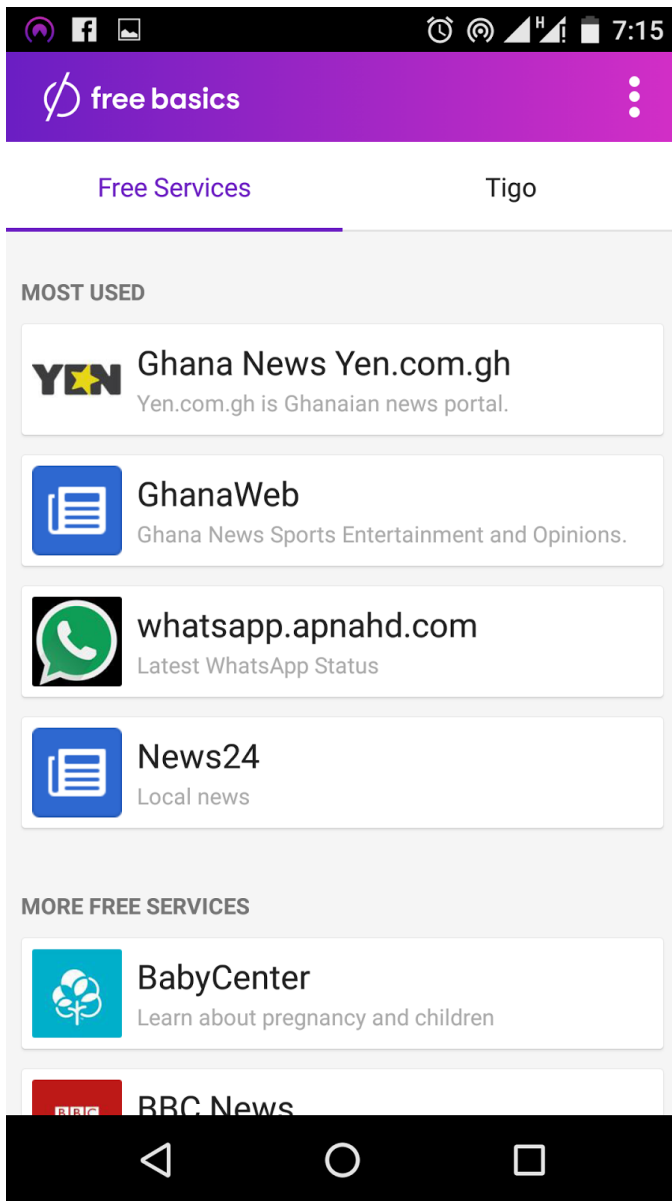 H
7:15
free basics
Free Services
Tigo
MOST USED
YEN
Ghana News Yen.com.gh
Yen.com.gh is Ghanaian news portal.
GhanaWeb
Ghana News Sports Entertainment and Opinions.
whatsapp.apnahd.com
Latest WhatsApp Status
News24
Local news
MORE FREE SERVICES
BabyCenter
Learn about pregnancy and children
BBC
BBC News